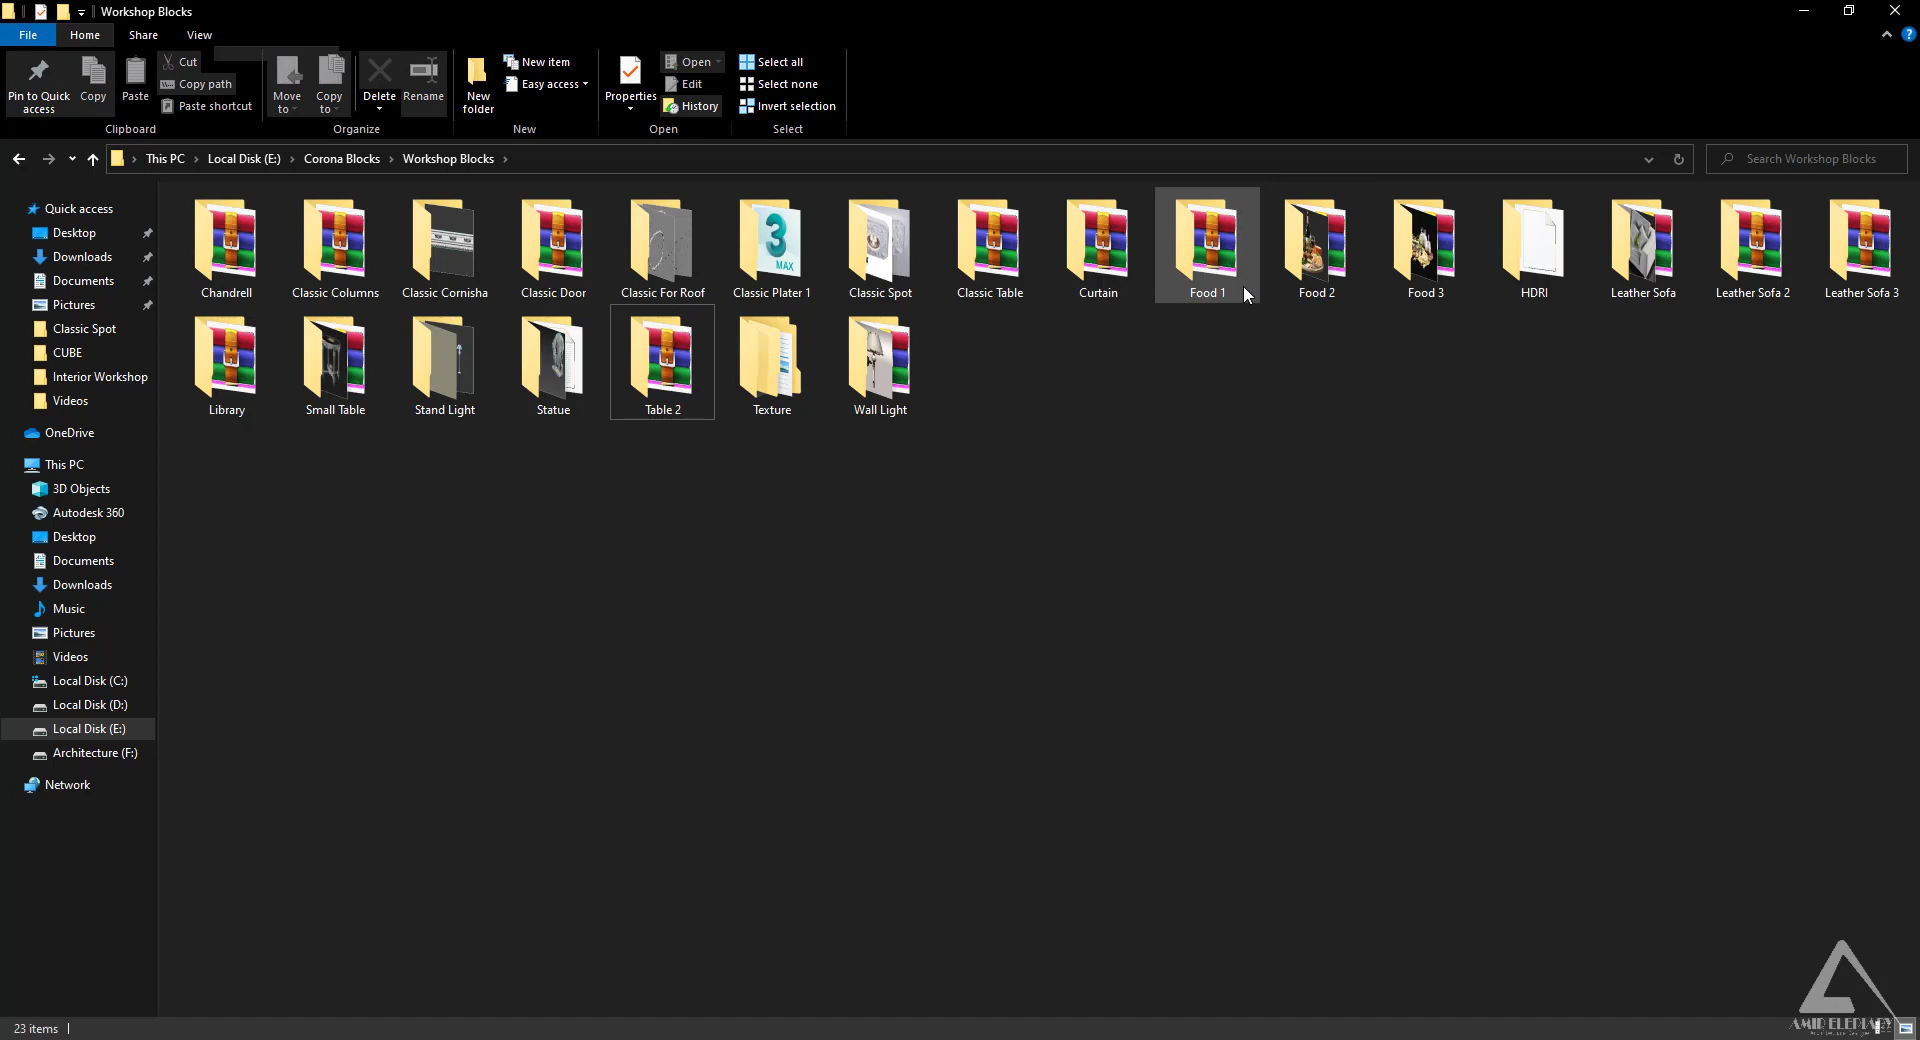 Workshop Blocks
File Home Share View
Pin to Quick access
Copy
Paste
Cut
Copy path
Paste shortcut
Clipboard
Move to
Copy to
Delete
Rename
Organize
New folder
New item
Easy access
New
Properties
Open
Edit
History
Open
Select all
Select none
Invert selection
Select
This PC › Local Disk (E:) › Corona Blocks › Workshop Blocks ›
Search Workshop Blocks
Quick access
Desktop
Downloads
Documents
Pictures
Classic Spot
CUBE
Interior Workshop
Videos
OneDrive
This PC
3D Objects
Autodesk 360
Desktop
Documents
Downloads
Music
Pictures
Videos
Local Disk (C:)
Local Disk (D:)
Local Disk (E:)
Architecture (F:)
Network
3 MAX
Chandrell Classic Columns Classic Cornisha Classic Door Classic For Roof Classic Plater 1 Classic Spot Classic Table Curtain Food 1 Food 2 Food 3 HDRI Leather Sofa Leather Sofa 2 Leather Sofa 3
Library Small Table Stand Light Statue Table 2 Texture Wall Light
23 items